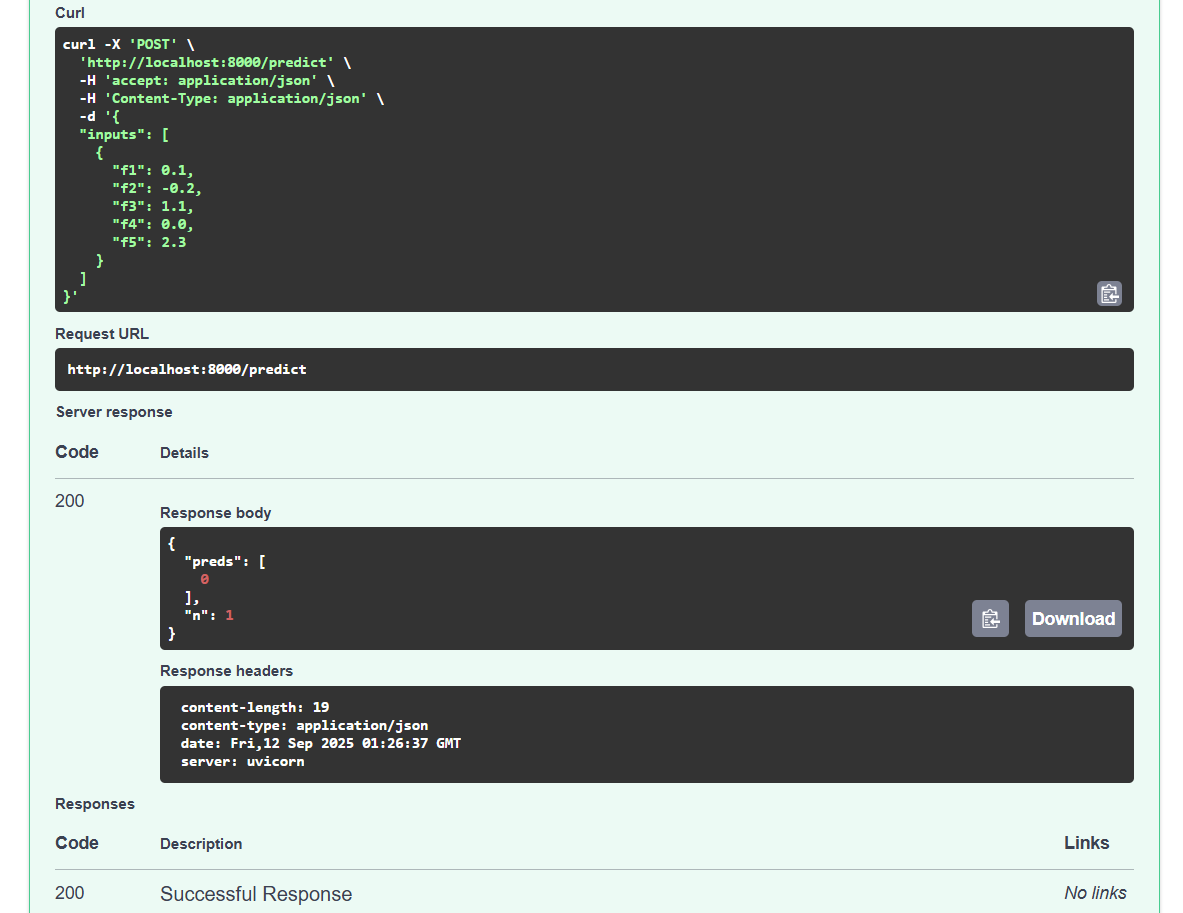 Curl
curl -X 'POST' \
  'http://localhost:8000/predict' \
  -H 'accept: application/json' \
  -H 'Content-Type: application/json' \
  -d '{
  "inputs": [
    {
      "f1": 0.1,
      "f2": -0.2,
      "f3": 1.1,
      "f4": 0.0,
      "f5": 2.3
    }
  ]
}'
Request URL
http://localhost:8000/predict
Server response
Code Details
200
Response body
{
  "preds": [
    0
  ],
  "n": 1
}
Download
Response headers
content-length: 19
content-type: application/json
date: Fri,12 Sep 2025 01:26:37 GMT
server: uvicorn
Responses
Code Description Links
200 Successful Response No links